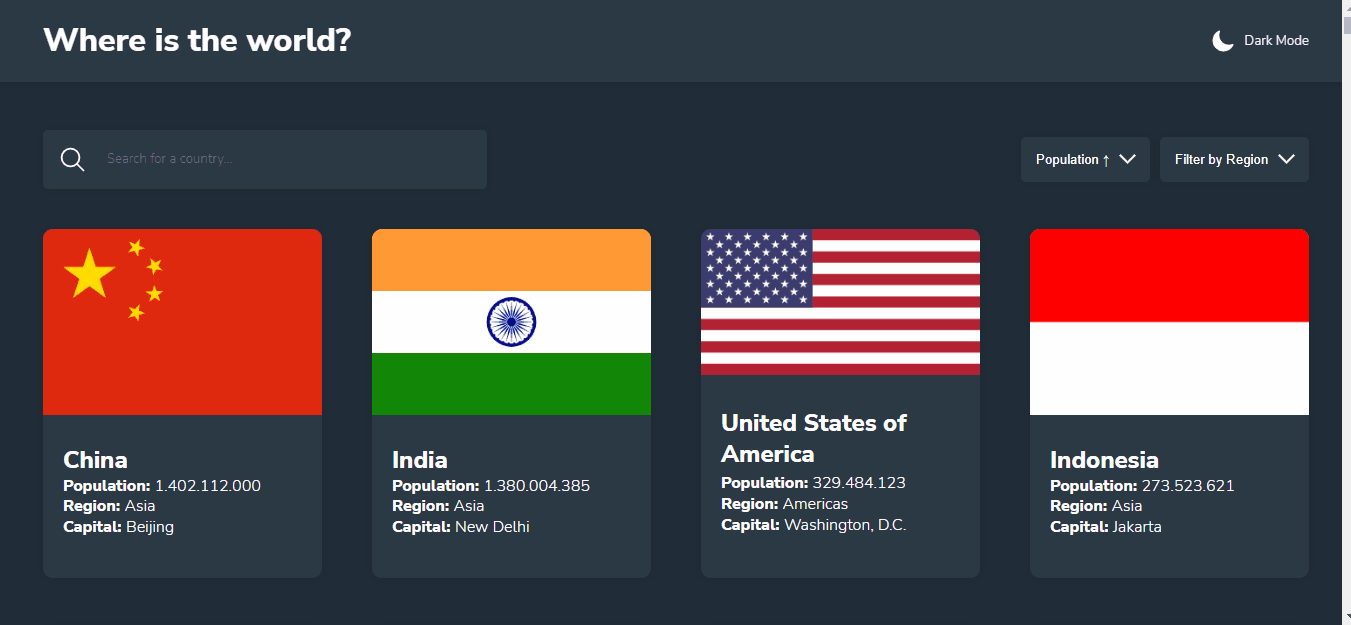 Where is the world?
Dark Mode
Search for a country...
Population ↑
Filter by Region
China
Population: 1.402.112.000
Region: Asia
Capital: Beijing
India
Population: 1.380.004.385
Region: Asia
Capital: New Delhi
United States of
America
Population: 329.484.123
Region: Americas
Capital: Washington, D.C.
Indonesia
Population: 273.523.621
Region: Asia
Capital: Jakarta